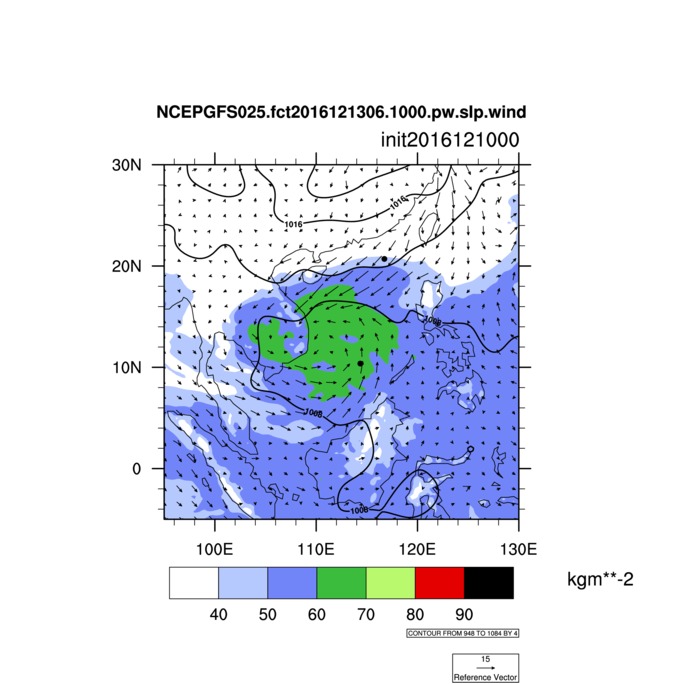 NCEPGFS025.fct2016121306.1000.pw.slp.wind
init2016121000
30N
1016
1016
20N
1008
10N
1008
0
1008
100E
110E
120E
130E
kgm**-2
40
50
60
70
80
90
CONTOUR FROM 948 TO 1084 BY 4
15
Reference Vector